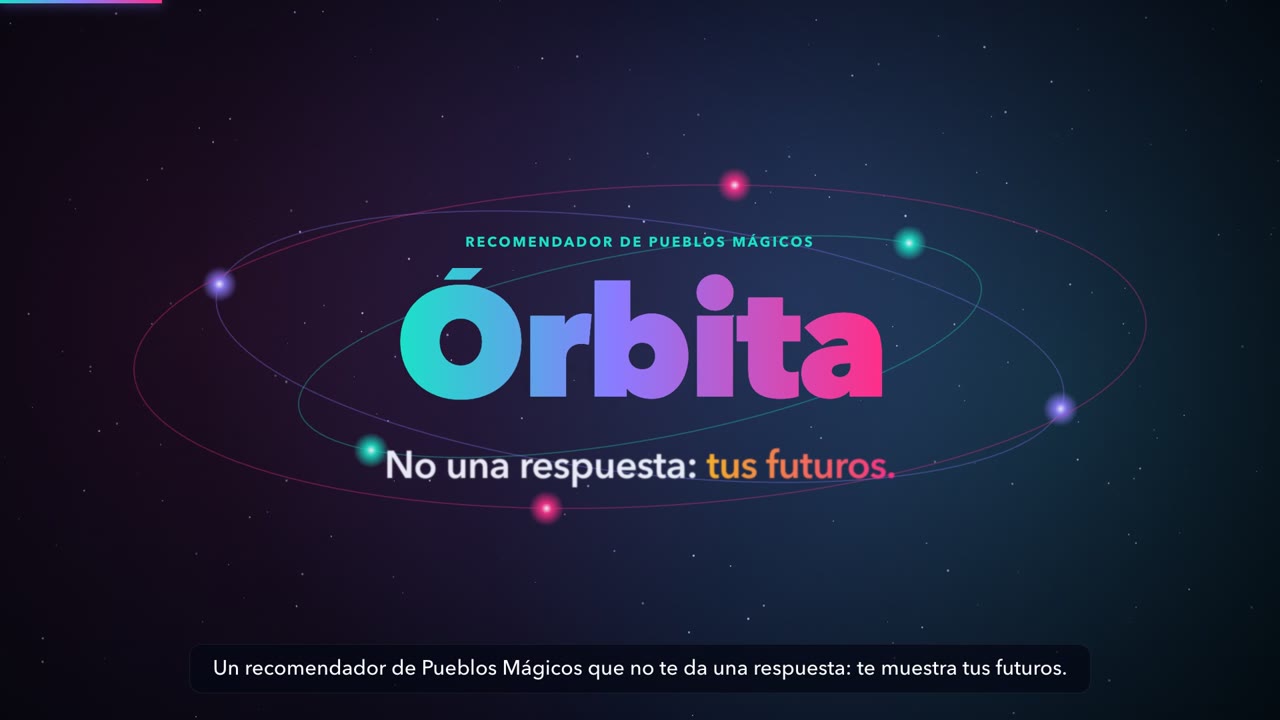 RECOMENDADOR DE PUEBLOS MÁGICOS
Órbita
No una respuesta: tus futuros.
Un recomendador de Pueblos Mágicos que no te da una respuesta: te muestra tus futuros.